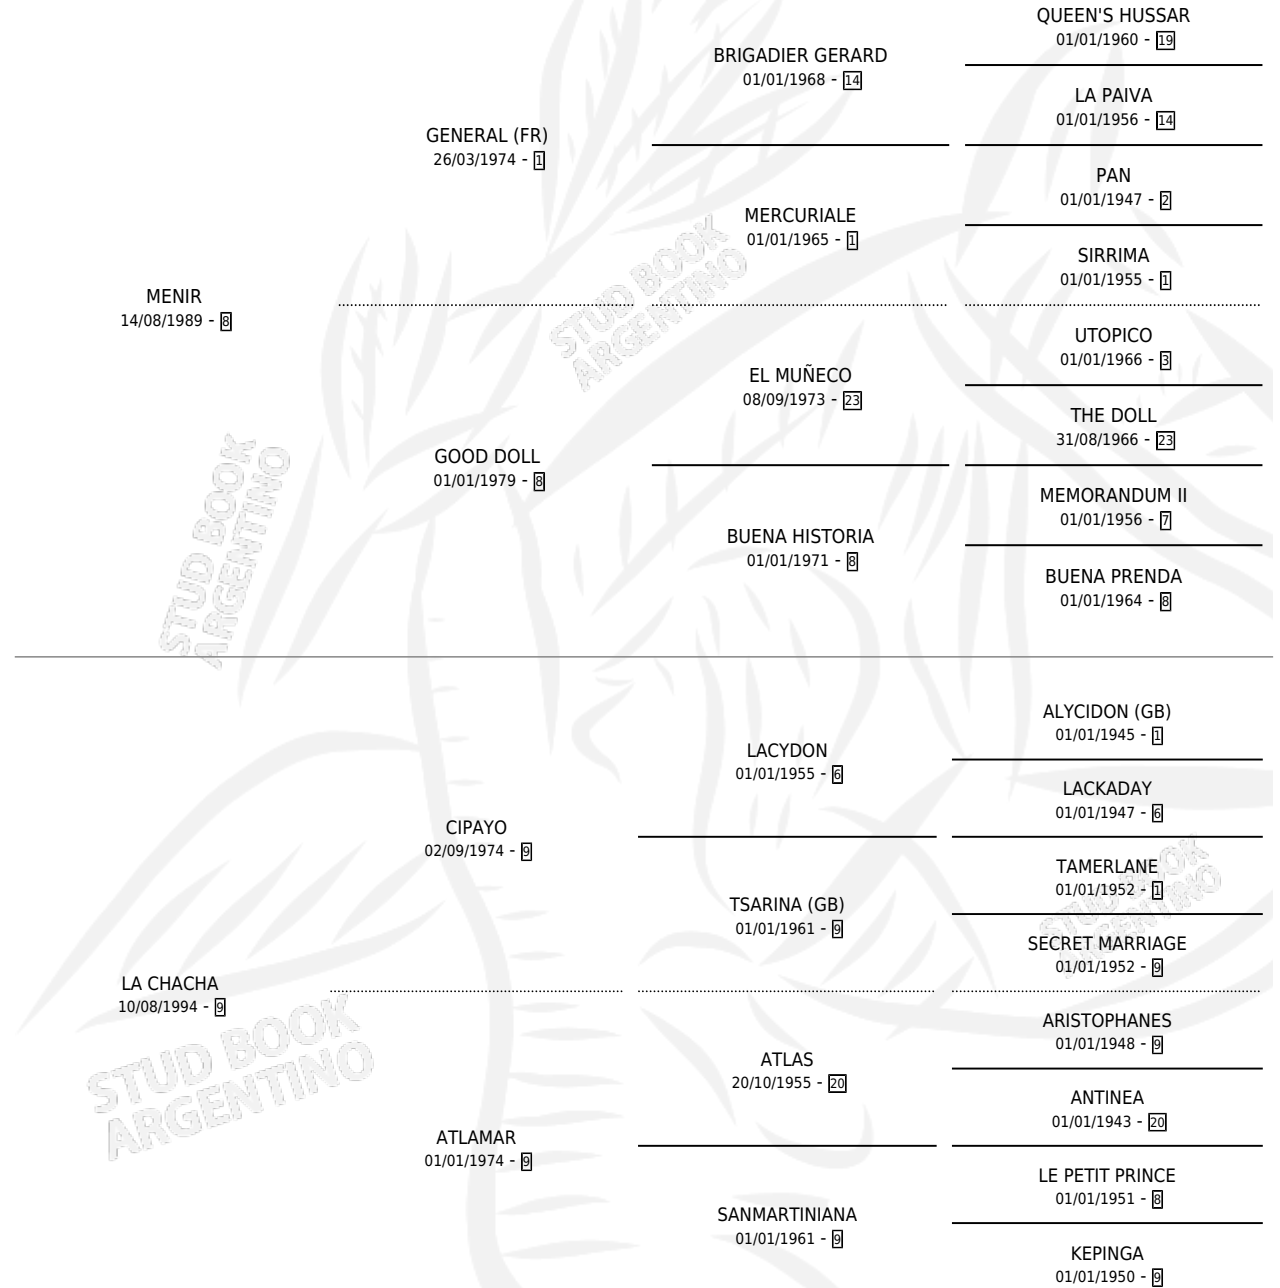 QUEEN'S HUSSAR
01/01/1960 - 19
BRIGADIER GERARD
01/01/1968 - 14
LA PAIVA
01/01/1956 - 14
GENERAL (FR)
26/03/1974 - 1
PAN
01/01/1947 - 2
MERCURIALE
01/01/1965 - 1
SIRRIMA
01/01/1955 - 1
MENIR
14/08/1989 - 8
UTOPICO
01/01/1966 - 3
EL MUÑECO
08/09/1973 - 23
THE DOLL
31/08/1966 - 23
GOOD DOLL
01/01/1979 - 8
MEMORANDUM II
01/01/1956 - 7
BUENA HISTORIA
01/01/1971 - 8
BUENA PRENDA
01/01/1964 - 8
ALYCIDON (GB)
01/01/1945 - 1
LACYDON
01/01/1955 - 6
LACKADAY
01/01/1947 - 6
CIPAYO
02/09/1974 - 9
TAMERLANE
01/01/1952 - 1
TSARINA (GB)
01/01/1961 - 9
SECRET MARRIAGE
01/01/1952 - 9
LA CHACHA
10/08/1994 - 9
ARISTOPHANES
01/01/1948 - 9
ATLAS
20/10/1955 - 20
ANTINEA
01/01/1943 - 20
ATLAMAR
01/01/1974 - 9
LE PETIT PRINCE
01/01/1951 - 8
SANMARTINIANA
01/01/1961 - 9
KEPINGA
01/01/1950 - 9
STUD BOOK
ARGENTINO
STUD BOOK
ARGENTINO
STUD BOOK
ARGENTINO
STUD BOOK
ARGENTINO